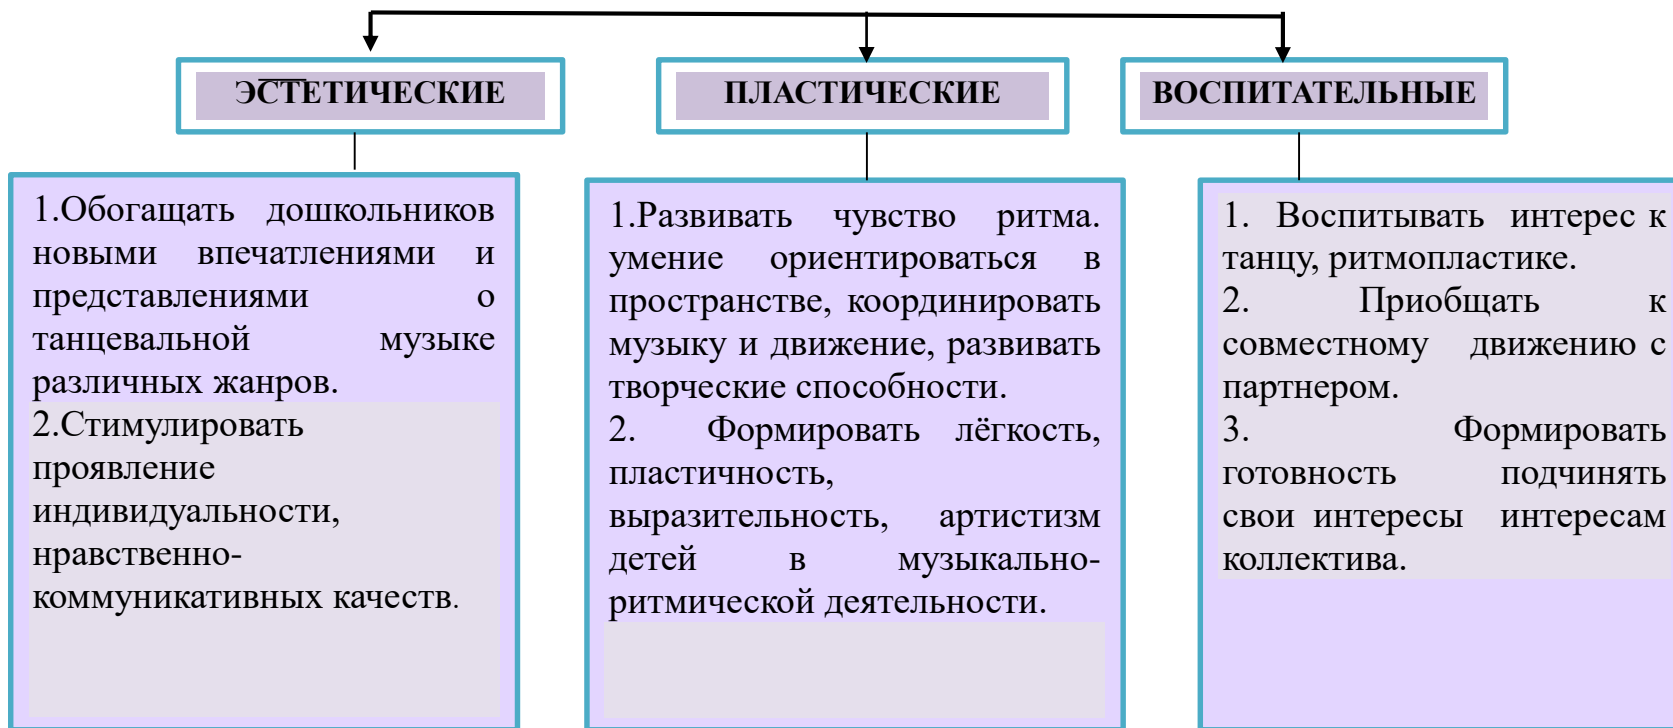 ЭСТЕТИЧЕСКИЕ
ПЛАСТИЧЕСКИЕ
ВОСПИТАТЕЛЬНЫЕ
1.Обогащать дошкольников
новыми впечатлениями и
представлениями о
танцевальной музыке
различных жанров.
2.Стимулировать
проявление
индивидуальности,
нравственно-
коммуникативных качеств.
1.Развивать чувство ритма.
умение ориентироваться в
пространстве, координировать
музыку и движение, развивать
творческие способности.
2. Формировать лёгкость,
пластичность,
выразительность, артистизм
детей в музыкально-
ритмической деятельности.
1. Воспитывать интерес к
танцу, ритмопластике.
2. Приобщать к
совместному движению с
партнером.
3. Формировать
готовность подчинять
свои интересы интересам
коллектива.